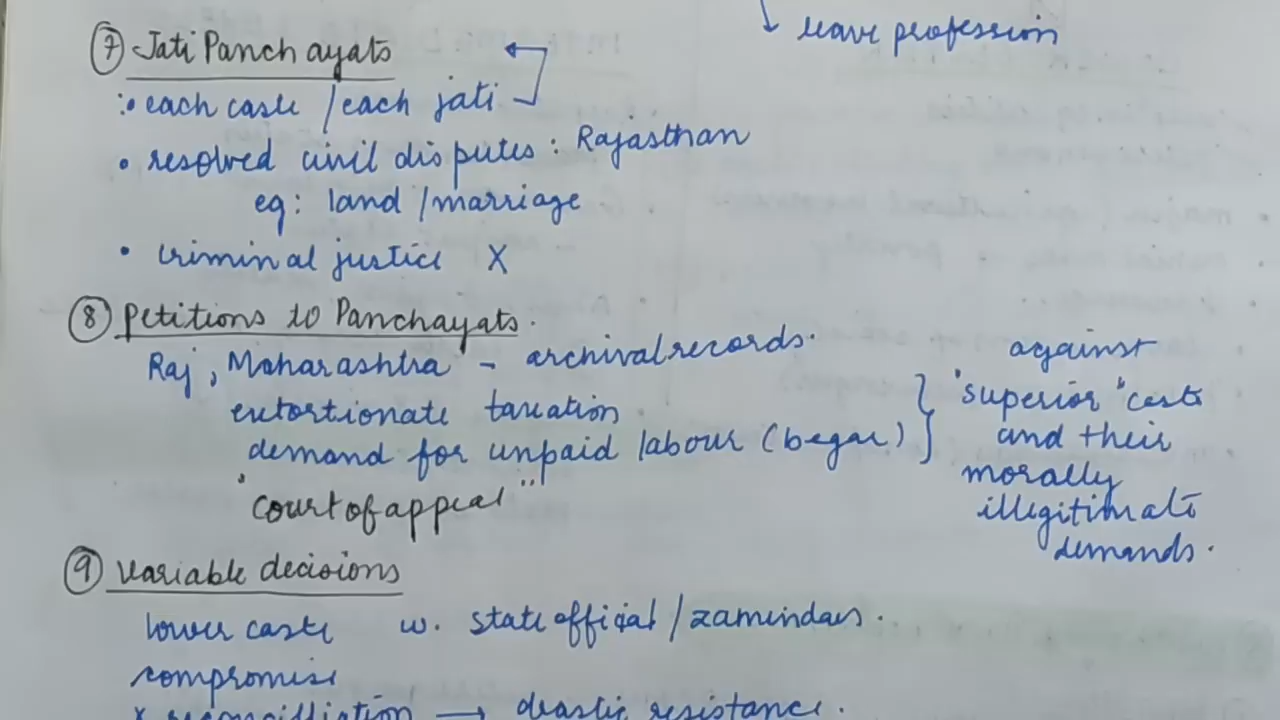 ↓ leave profession
⑦ Jati Panchayats
:• each caste / each jati
• resolved civil disputes : Rajasthan
eg: land / marriage
• criminal justice X
⑧ Petitions to Panchayats.
Raj, Maharashtra - archival records.
extortionate taxation
demand for unpaid labour (begar)
"court of appeal"
against
"superior" caste
and their
morally
illegitimate
demands.
⑨ Variable decisions
lower caste w. state official / zamindars.
compromise
X reconcilliation → drastic resistance.